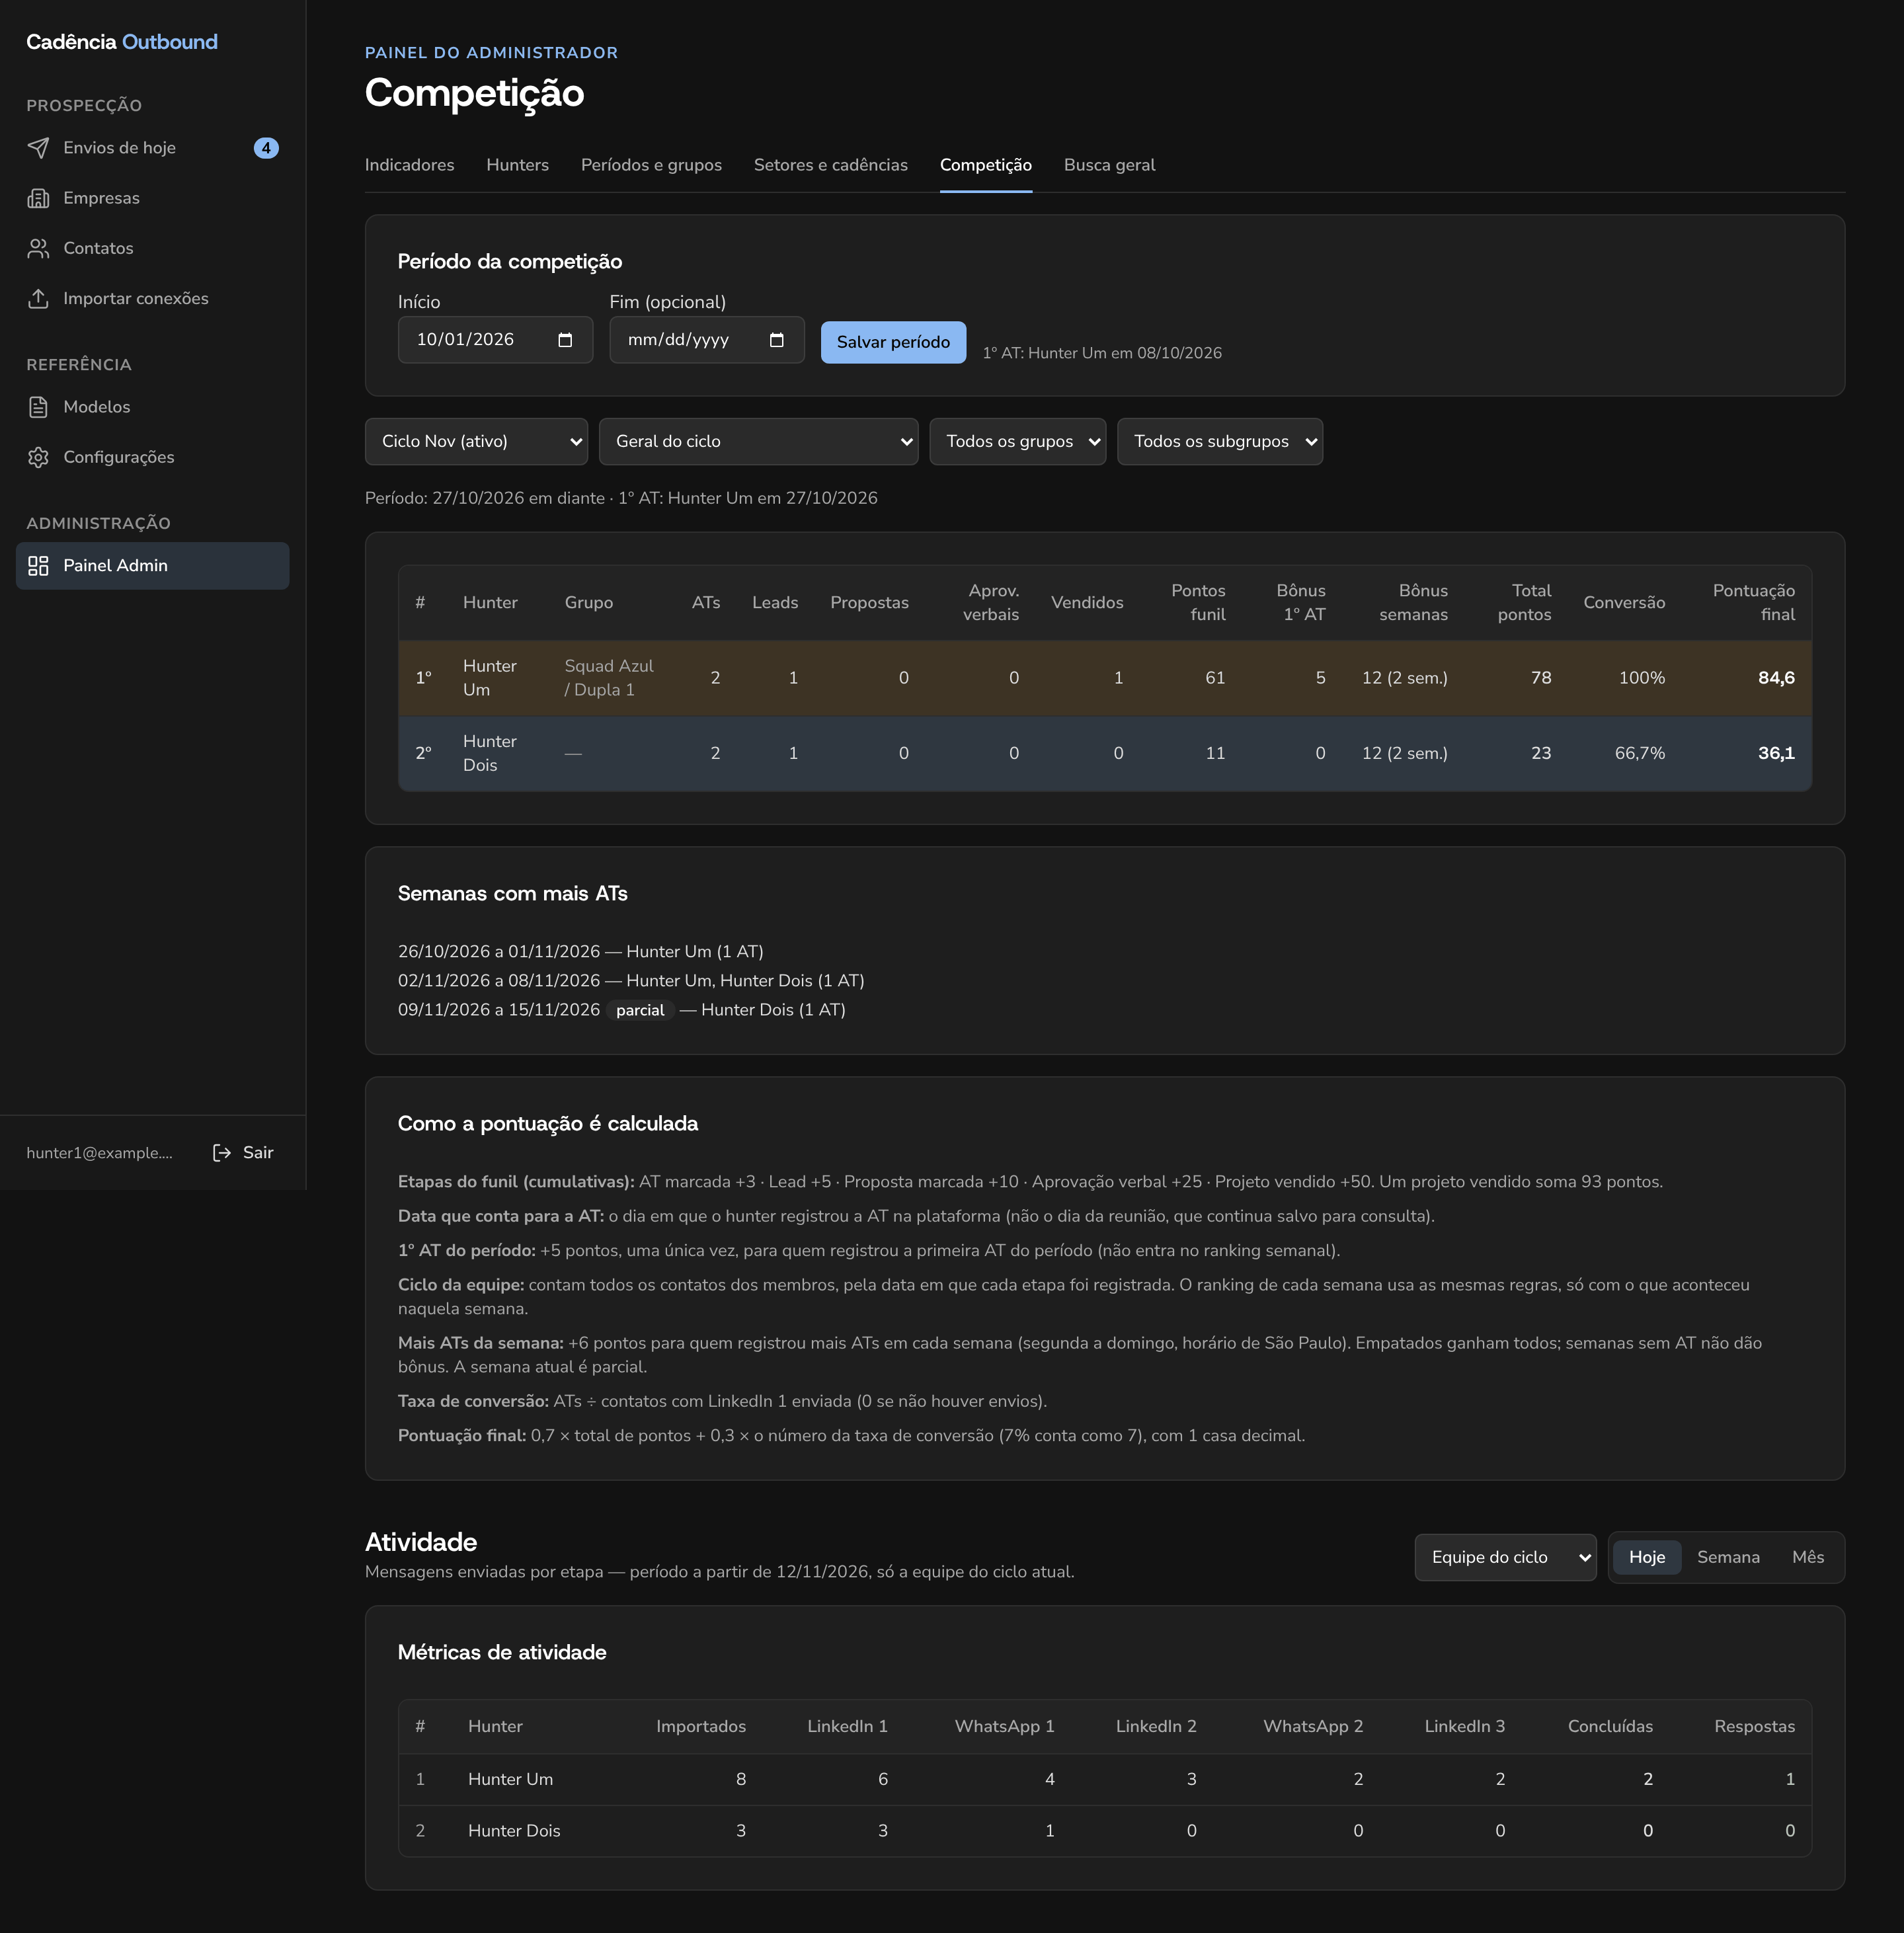 Cadência Outbound
PROSPECÇÃO
Envios de hoje 4
Empresas
Contatos
Importar conexões
REFERÊNCIA
Modelos
Configurações
ADMINISTRAÇÃO
Painel Admin
hunter1@example.... Sair
PAINEL DO ADMINISTRADOR
Competição
Indicadores Hunters Períodos e grupos Setores e cadências Competição Busca geral
Período da competição
Início Fim (opcional)
10/01/2026 mm/dd/yyyy Salvar período 1º AT: Hunter Um em 08/10/2026
Ciclo Nov (ativo) Geral do ciclo Todos os grupos Todos os subgrupos
Período: 27/10/2026 em diante · 1º AT: Hunter Um em 27/10/2026
# Hunter Grupo ATs Leads Propostas Aprov. verbais Vendidos Pontos funil Bônus 1º AT Bônus semanas Total pontos Conversão Pontuação final
1º Hunter Um Squad Azul / Dupla 1 2 1 0 0 1 61 5 12 (2 sem.) 78 100% 84,6
2º Hunter Dois — 2 1 0 0 0 11 0 12 (2 sem.) 23 66,7% 36,1
Semanas com mais ATs
26/10/2026 a 01/11/2026 — Hunter Um (1 AT)
02/11/2026 a 08/11/2026 — Hunter Um, Hunter Dois (1 AT)
09/11/2026 a 15/11/2026 parcial — Hunter Dois (1 AT)
Como a pontuação é calculada
Etapas do funil (cumulativas): AT marcada +3 · Lead +5 · Proposta marcada +10 · Aprovação verbal +25 · Projeto vendido +50. Um projeto vendido soma 93 pontos.
Data que conta para a AT: o dia em que o hunter registrou a AT na plataforma (não o dia da reunião, que continua salvo para consulta).
1º AT do período: +5 pontos, uma única vez, para quem registrou a primeira AT do período (não entra no ranking semanal).
Ciclo da equipe: contam todos os contatos dos membros, pela data em que cada etapa foi registrada. O ranking de cada semana usa as mesmas regras, só com o que aconteceu
naquela semana.
Mais ATs da semana: +6 pontos para quem registrou mais ATs em cada semana (segunda a domingo, horário de São Paulo). Empatados ganham todos; semanas sem AT não dão
bônus. A semana atual é parcial.
Taxa de conversão: ATs ÷ contatos com LinkedIn 1 enviada (0 se não houver envios).
Pontuação final: 0,7 × total de pontos + 0,3 × o número da taxa de conversão (7% conta como 7), com 1 casa decimal.
Atividade
Mensagens enviadas por etapa — período a partir de 12/11/2026, só a equipe do ciclo atual.
Equipe do ciclo Hoje Semana Mês
Métricas de atividade
# Hunter Importados LinkedIn 1 WhatsApp 1 LinkedIn 2 WhatsApp 2 LinkedIn 3 Concluídas Respostas
1 Hunter Um 8 6 4 3 2 2 2 1
2 Hunter Dois 3 3 1 0 0 0 0 0